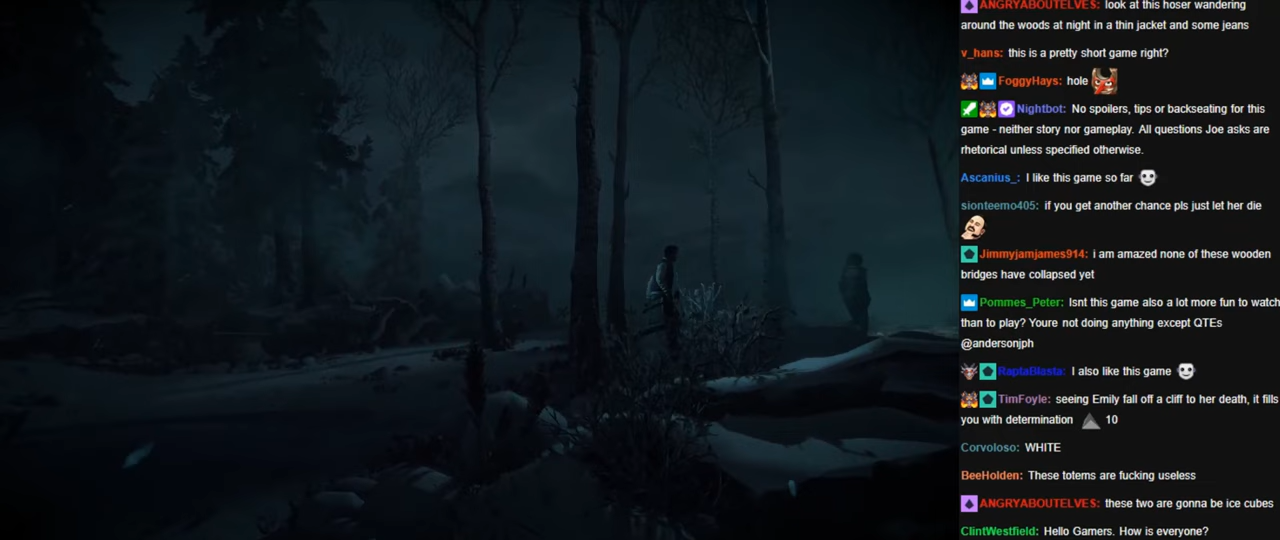 ANGRYABOUTELVES: look at this hoser wandering
around the woods at night in a thin jacket and some jeans
v_hans: this is a pretty short game right?
FoggyHays: hole
Nightbot: No spoilers, tips or backseating for this
game - neither story nor gameplay. All questions Joe asks are
rhetorical unless specified otherwise.
Ascanius_: I like this game so far
sionteemo405: if you get another chance pls just let her die
Jimmyjamjames914: i am amazed none of these wooden
bridges have collapsed yet
Pommes_Peter: Isnt this game also a lot more fun to watch
than to play? Youre not doing anything except QTEs
@andersonjph
RaptaBlasta: I also like this game
TimFoyle: seeing Emily fall off a cliff to her death, it fills
you with determination 10
Corvoloso: WHITE
BeeHolden: These totems are fucking useless
ANGRYABOUTELVES: these two are gonna be ice cubes
ClintWestfield: Hello Gamers. How is everyone?